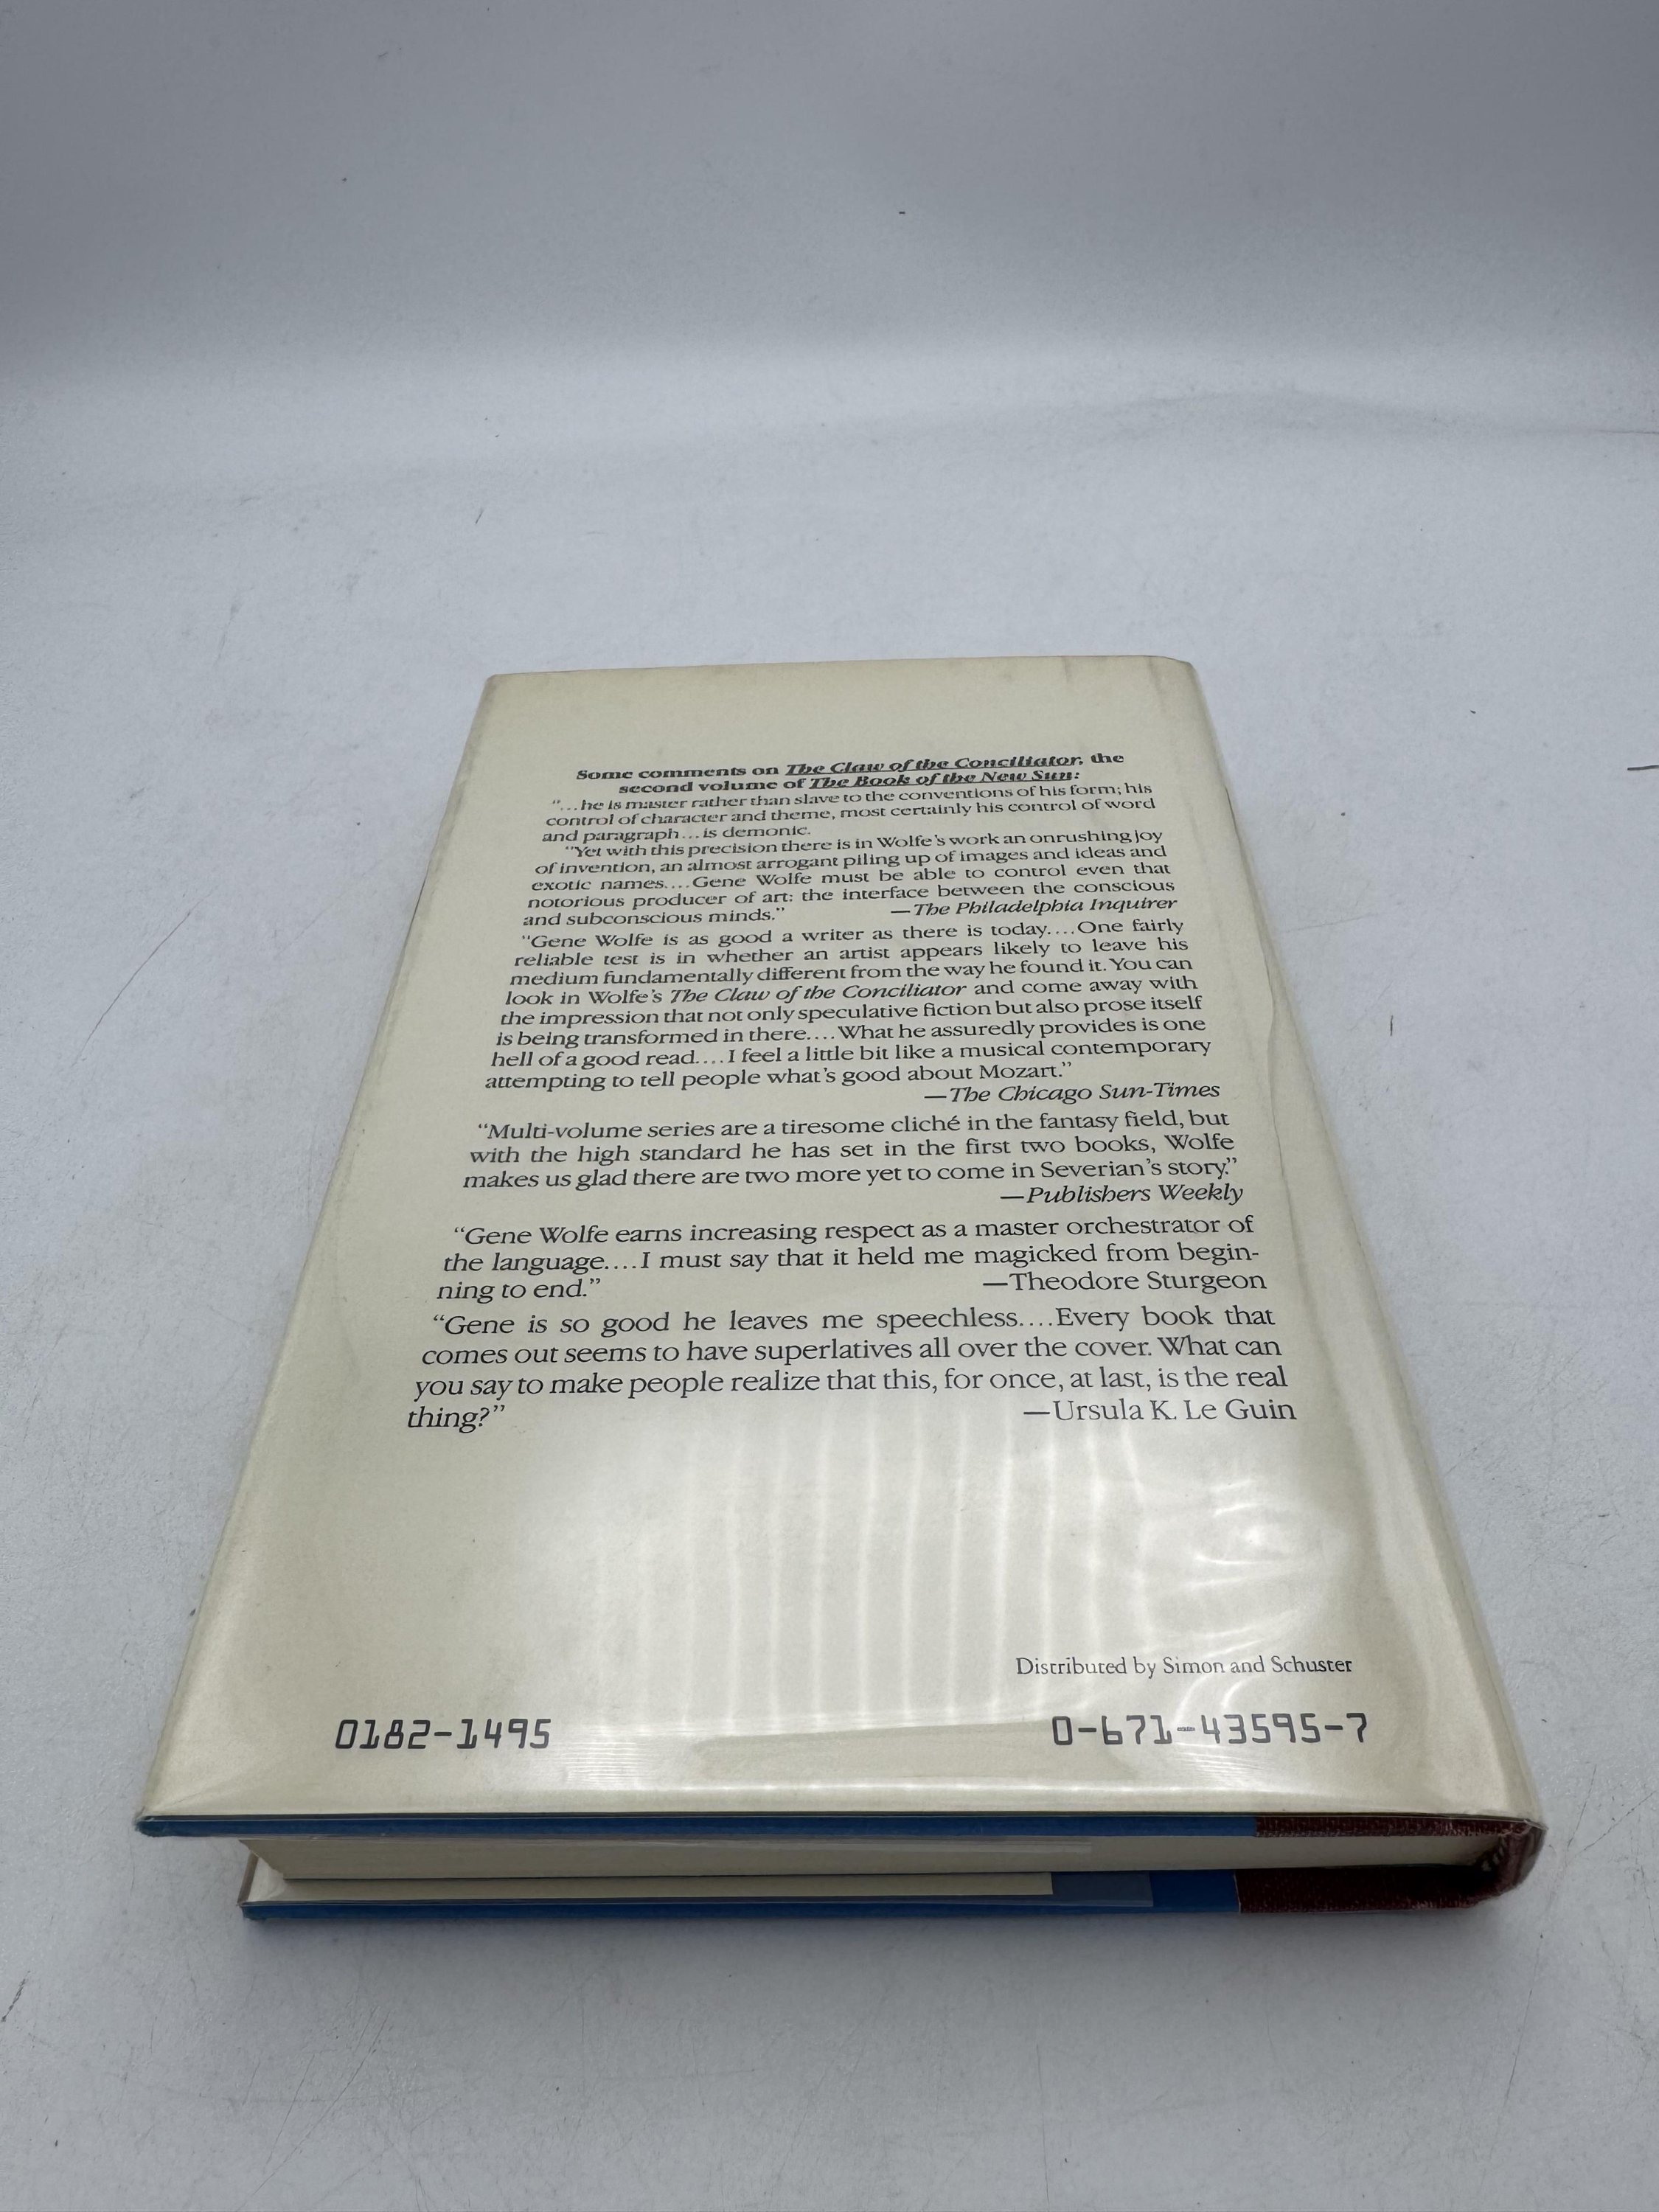 Some comments on The Claw of the Conciliator, the
second volume of The Book of the New Sun:
“...he is master rather than slave to the conventions of his form; his
control of character and theme, most certainly his control of word
and paragraph...is demonic.
“Yet with this precision there is in Wolfe’s work an onrushing joy
of invention, an almost arrogant piling up of images and ideas and
exotic names....Gene Wolfe must be able to control even that
notorious producer of art: the interface between the conscious
and subconscious minds.” —The Philadelphia Inquirer
“Gene Wolfe is as good a writer as there is today....One fairly
reliable test is in whether an artist appears likely to leave his
medium fundamentally different from the way he found it. You can
look in Wolfe’s The Claw of the Conciliator and come away with
the impression that not only speculative fiction but also prose itself
is being transformed in there....What he assuredly provides is one
hell of a good read....I feel a little bit like a musical contemporary
attempting to tell people what’s good about Mozart.”
—The Chicago Sun-Times
“Multi-volume series are a tiresome cliché in the fantasy field, but
with the high standard he has set in the first two books, Wolfe
makes us glad there are two more yet to come in Severian’s story.”
—Publishers Weekly
“Gene Wolfe earns increasing respect as a master orchestrator of
the language....I must say that it held me magicked from begin-
ning to end.” —Theodore Sturgeon
“Gene is so good he leaves me speechless....Every book that
comes out seems to have superlatives all over the cover. What can
you say to make people realize that this, for once, at last, is the real
thing?” —Ursula K. Le Guin
Distributed by Simon and Schuster
0182-1495 0-671-43595-7